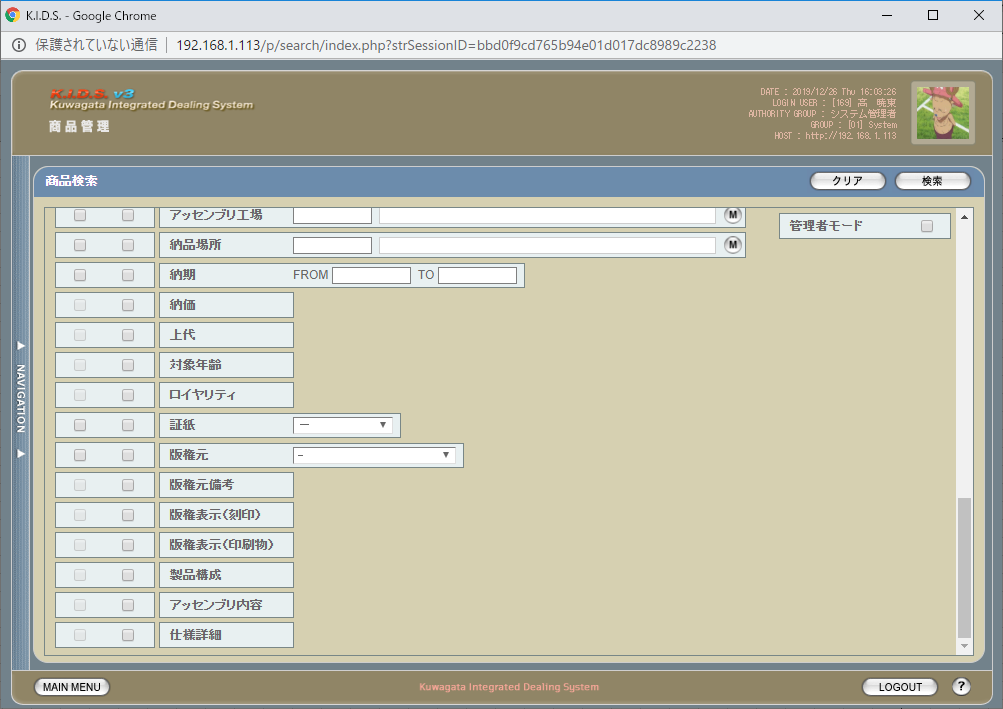 K.I.D.S. - Google Chrome
保護されていない通信 192.168.1.113/p/search/index.php?strSessionID=bbd0f9cd765b94e01d017dc8989c2238
K.I.D.S. v3
Kuwagata Integrated Dealing System
商品管理
DATE : 2019/12/26 Thu 16:03:26
LOGIN USER : [169] 高 暁東
AUTHORITY GROUP : システム管理者
GROUP : [01] System
HOST : http://192.168.1.113
商品検索 クリア 検索
アッセンブリ工場 M
管理者モード
納品場所 M
納期 FROM TO
納価
上代
対象年齢
ロイヤリティ
証紙 —
版権元 –
版権元備考
版権表示(刻印)
版権表示(印刷物)
製品構成
アッセンブリ内容
仕様詳細
NAVIGATION
MAIN MENU Kuwagata Integrated Dealing System LOGOUT ?